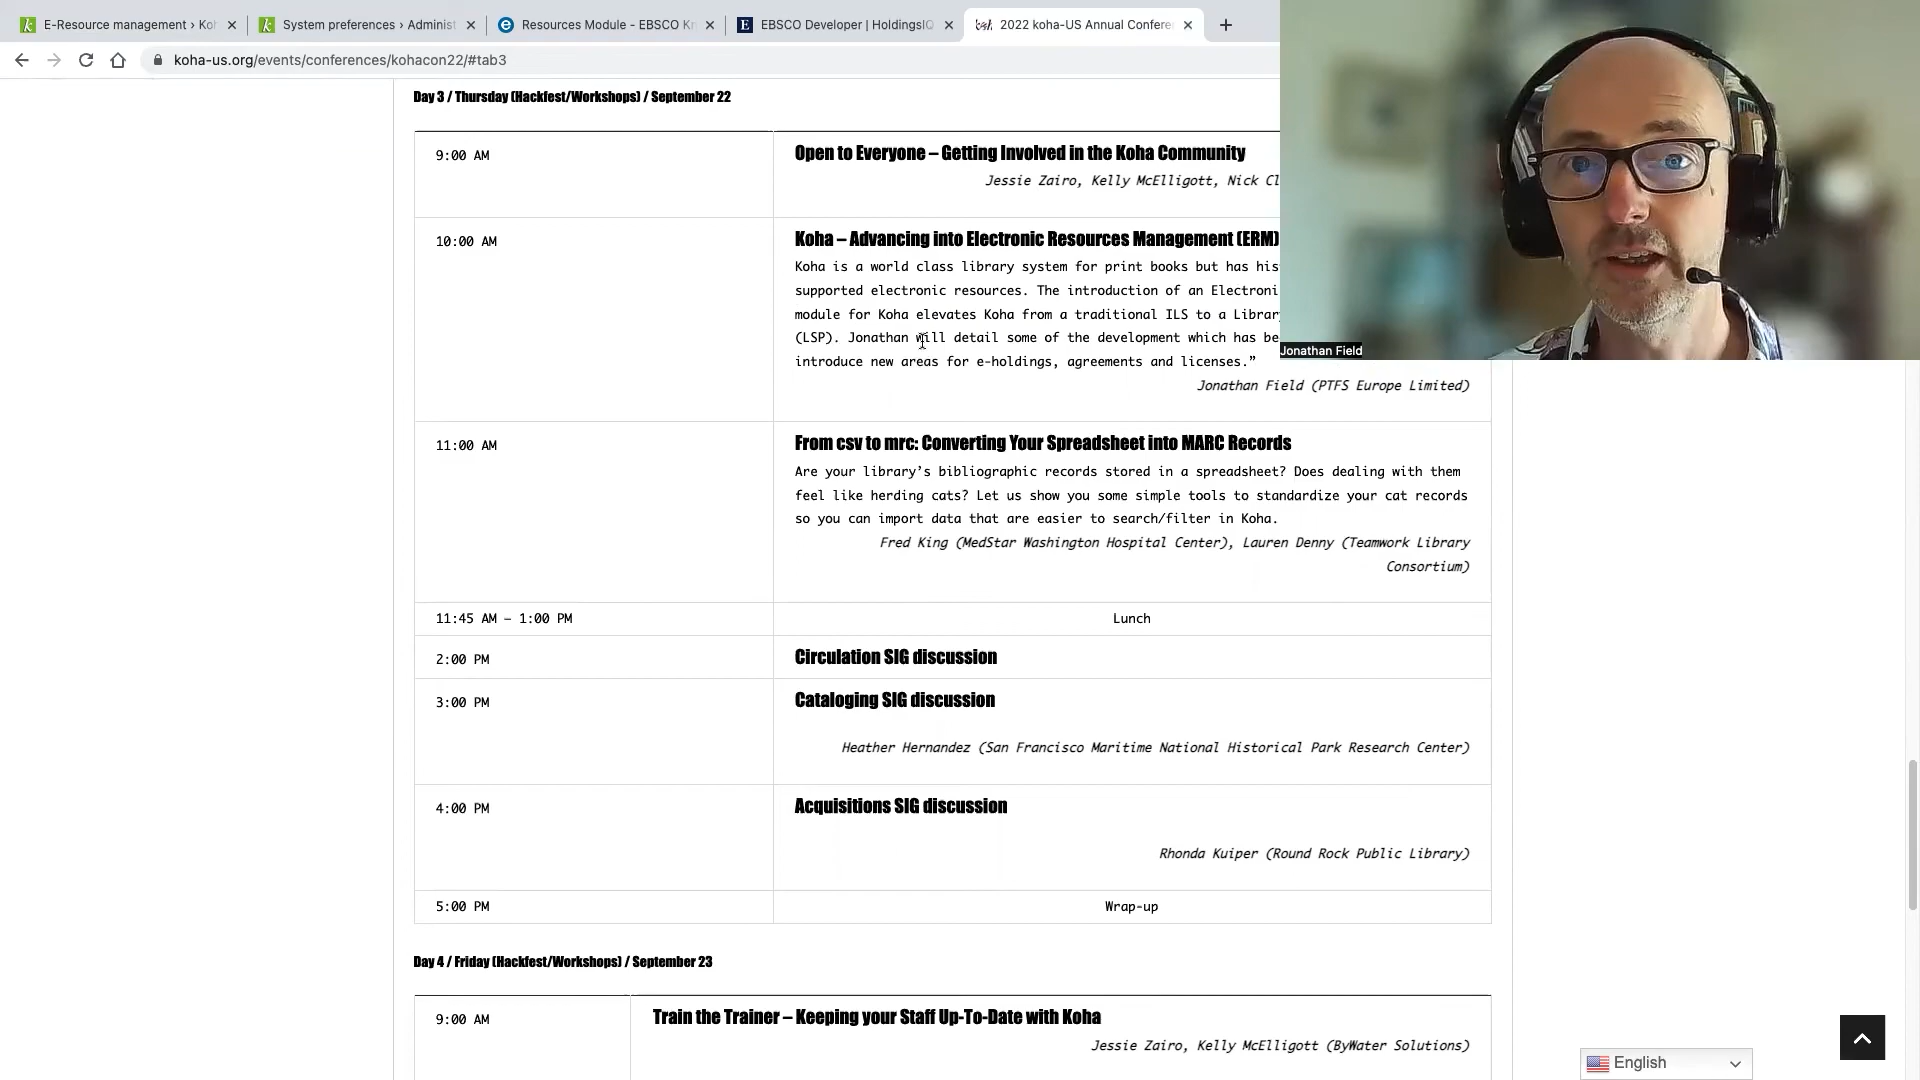 E-Resource management › Koh
System preferences › Administ
Resources Module - EBSCO Kn
EBSCO Developer | HoldingsIQ
2022 koha-US Annual Conferen
koha-us.org/events/conferences/kohacon22/#tab3
Day 3 / Thursday (Hackfest/Workshops) / September 22
9:00 AM
Open to Everyone – Getting Involved in the Koha Community
Jessie Zairo, Kelly McElligott, Nick Cl
10:00 AM
Koha – Advancing into Electronic Resources Management (ERM)
Koha is a world class library system for print books but has his
supported electronic resources. The introduction of an Electroni
module for Koha elevates Koha from a traditional ILS to a Library
(LSP). Jonathan will detail some of the development which has be
introduce new areas for e-holdings, agreements and licenses.”
Jonathan Field (PTFS Europe Limited)
Jonathan Field
11:00 AM
From csv to mrc: Converting Your Spreadsheet into MARC Records
Are your library’s bibliographic records stored in a spreadsheet? Does dealing with them
feel like herding cats? Let us show you some simple tools to standardize your cat records
so you can import data that are easier to search/filter in Koha.
Fred King (MedStar Washington Hospital Center), Lauren Denny (Teamwork Library
Consortium)
11:45 AM – 1:00 PM
Lunch
2:00 PM
Circulation SIG discussion
3:00 PM
Cataloging SIG discussion
Heather Hernandez (San Francisco Maritime National Historical Park Research Center)
4:00 PM
Acquisitions SIG discussion
Rhonda Kuiper (Round Rock Public Library)
5:00 PM
Wrap-up
Day 4 / Friday (Hackfest/Workshops) / September 23
9:00 AM
Train the Trainer – Keeping your Staff Up-To-Date with Koha
Jessie Zairo, Kelly McElligott (ByWater Solutions)
English